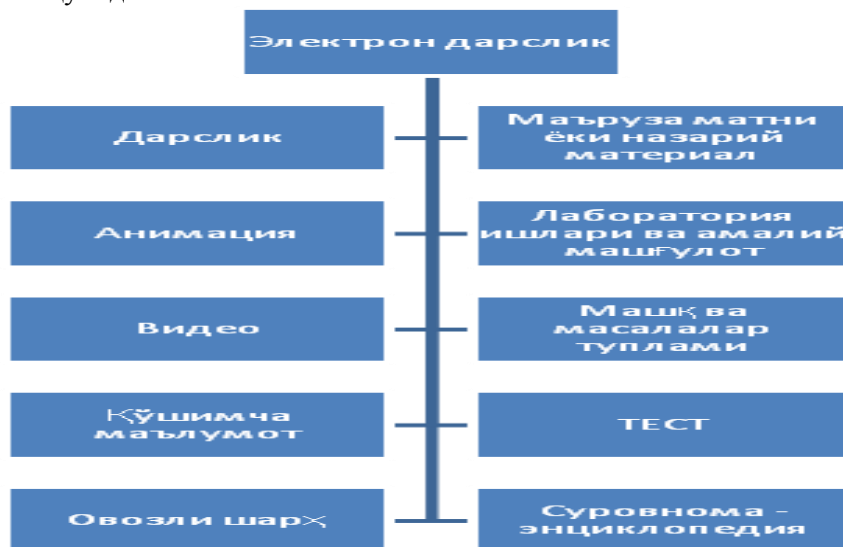 Электрон дарслик
Дарслик
Маъруза матни
ёки назарий
материал
Анимация
Лаборатория
ишлари ва амалий
машғулот
Видео
Машқ ва
масалалар
туплами
Қўшимча
маълумот
ТЕСТ
Овозли шарҳ
Суровнома -
энциклопедия